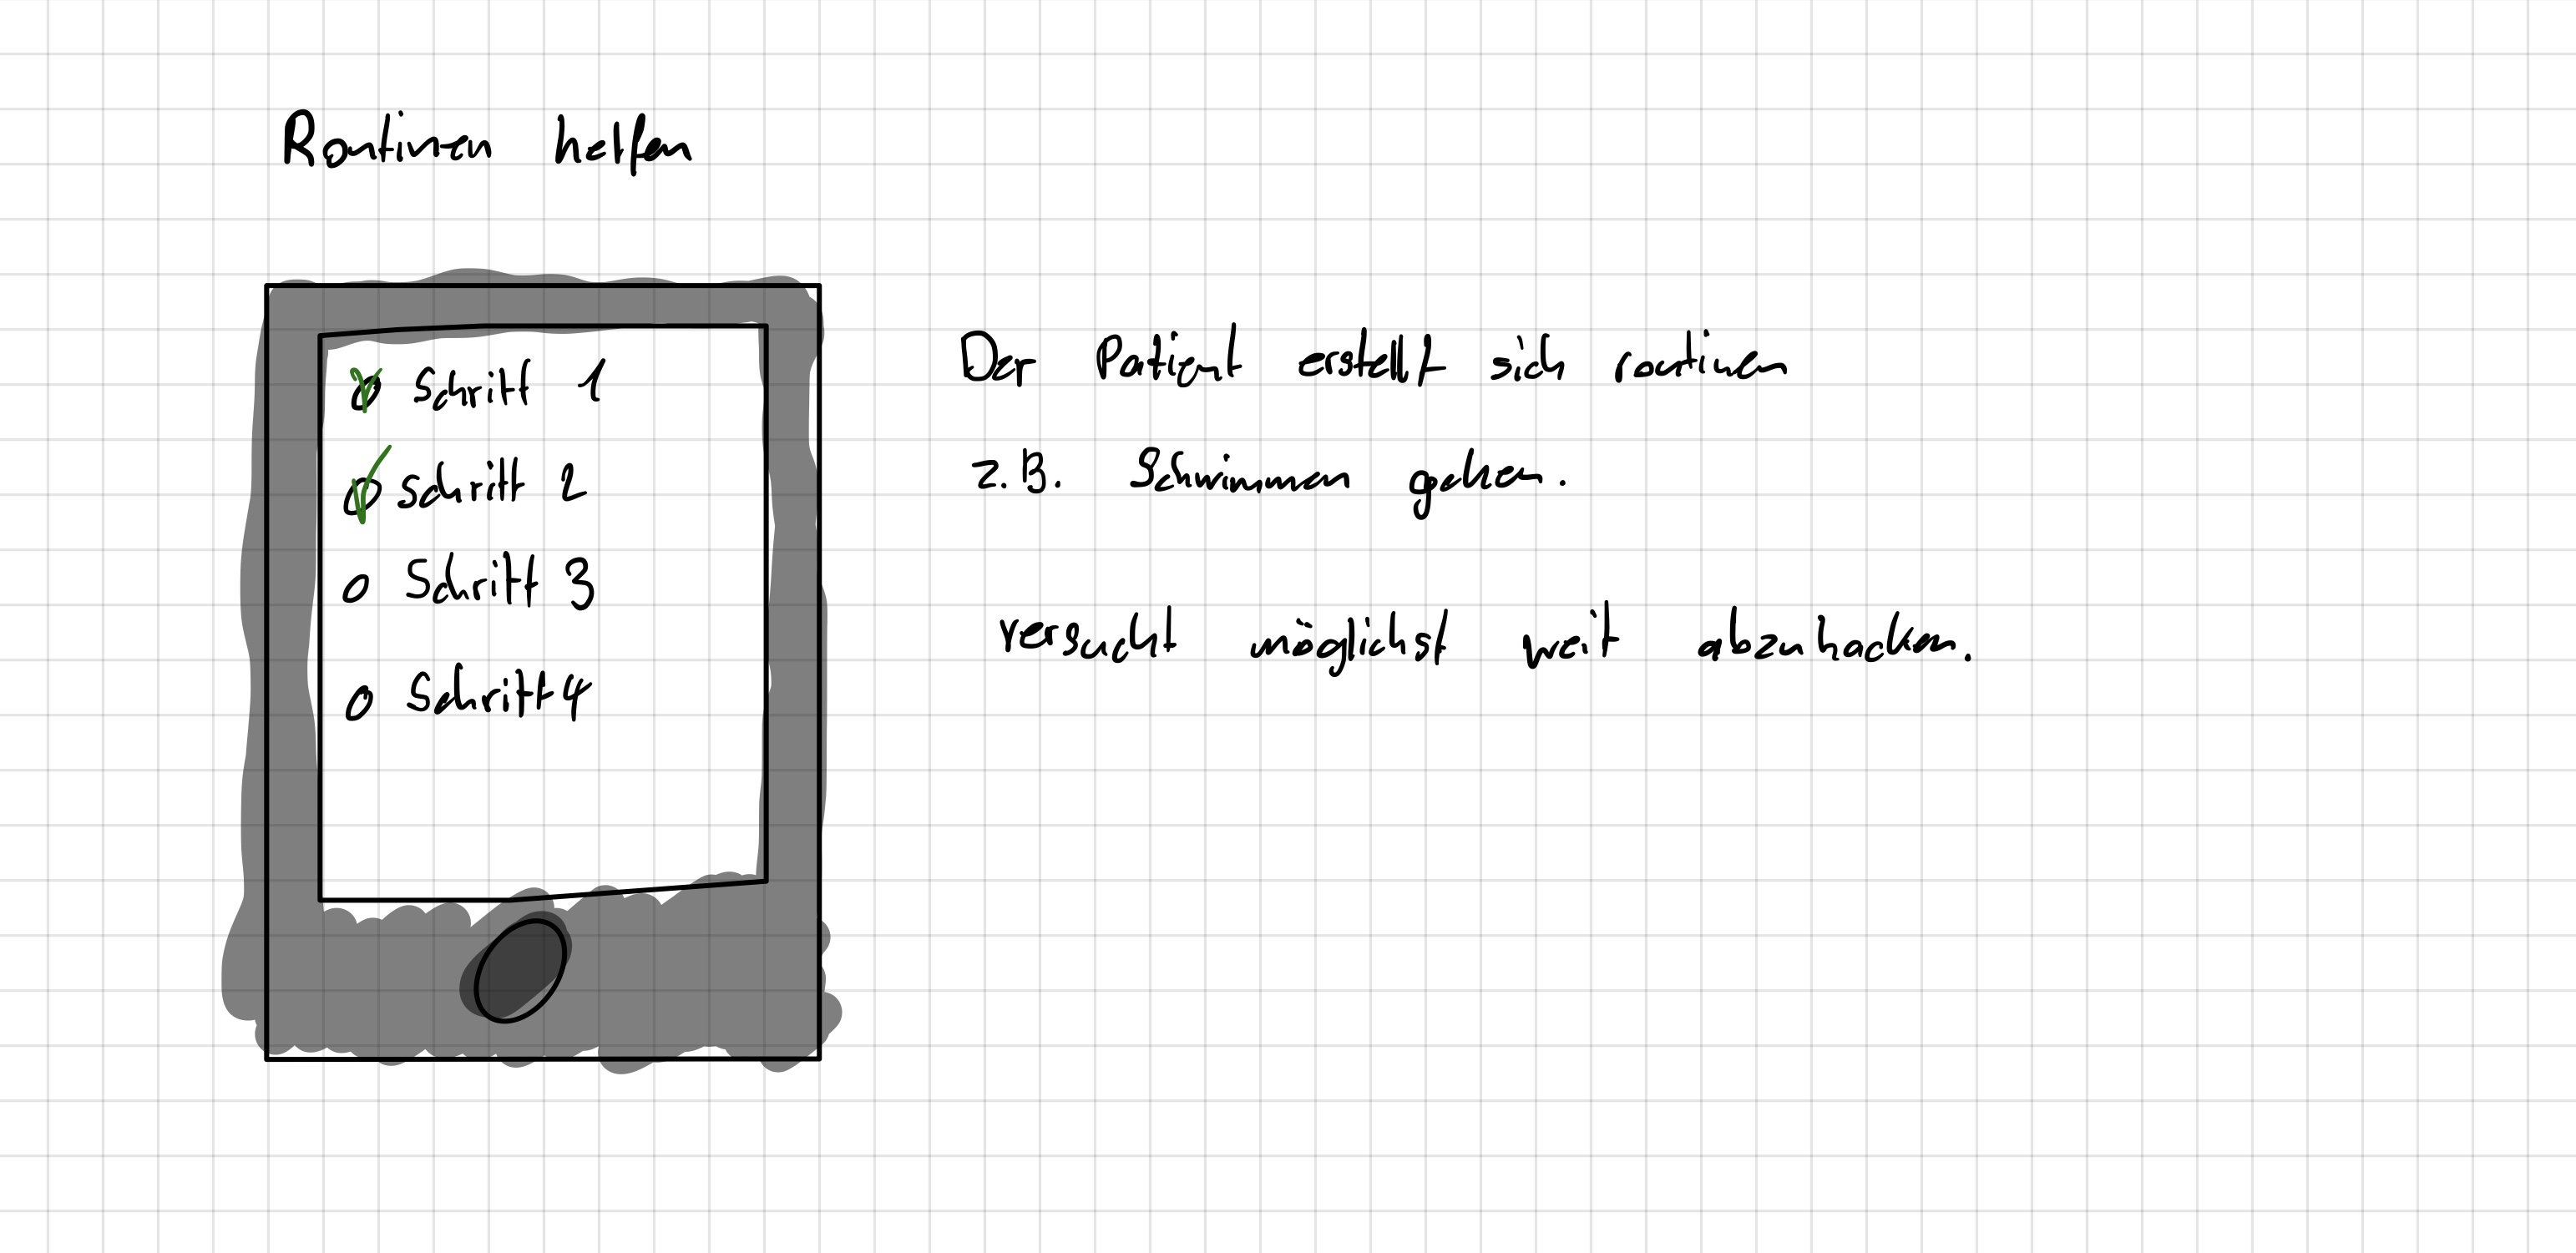 Routinen helfen
Schritt 1
Schritt 2
Schritt 3
Schritt 4
Der Patient erstellt sich routinen
z.B. Schwimmen gehen.
versucht möglichst weit abzuhacken.